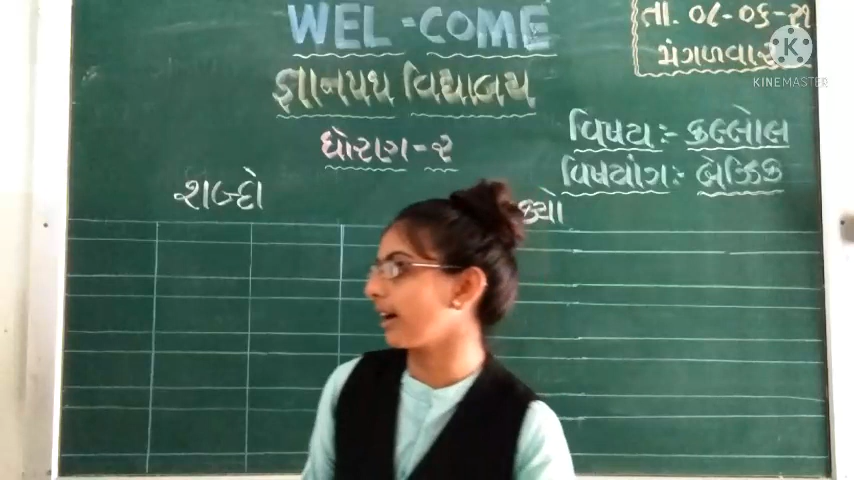 WEL-COME
તા. ૦૮-૦૬-૨૧
મંગળવાર
K
KINEMASTER
જ્ઞાનપથ વિદ્યાલય
ધોરણ-૨
વિષય:- કલ્લોલ
વિષયાંગ:- બેઝિક
શબ્દો
ક્યો